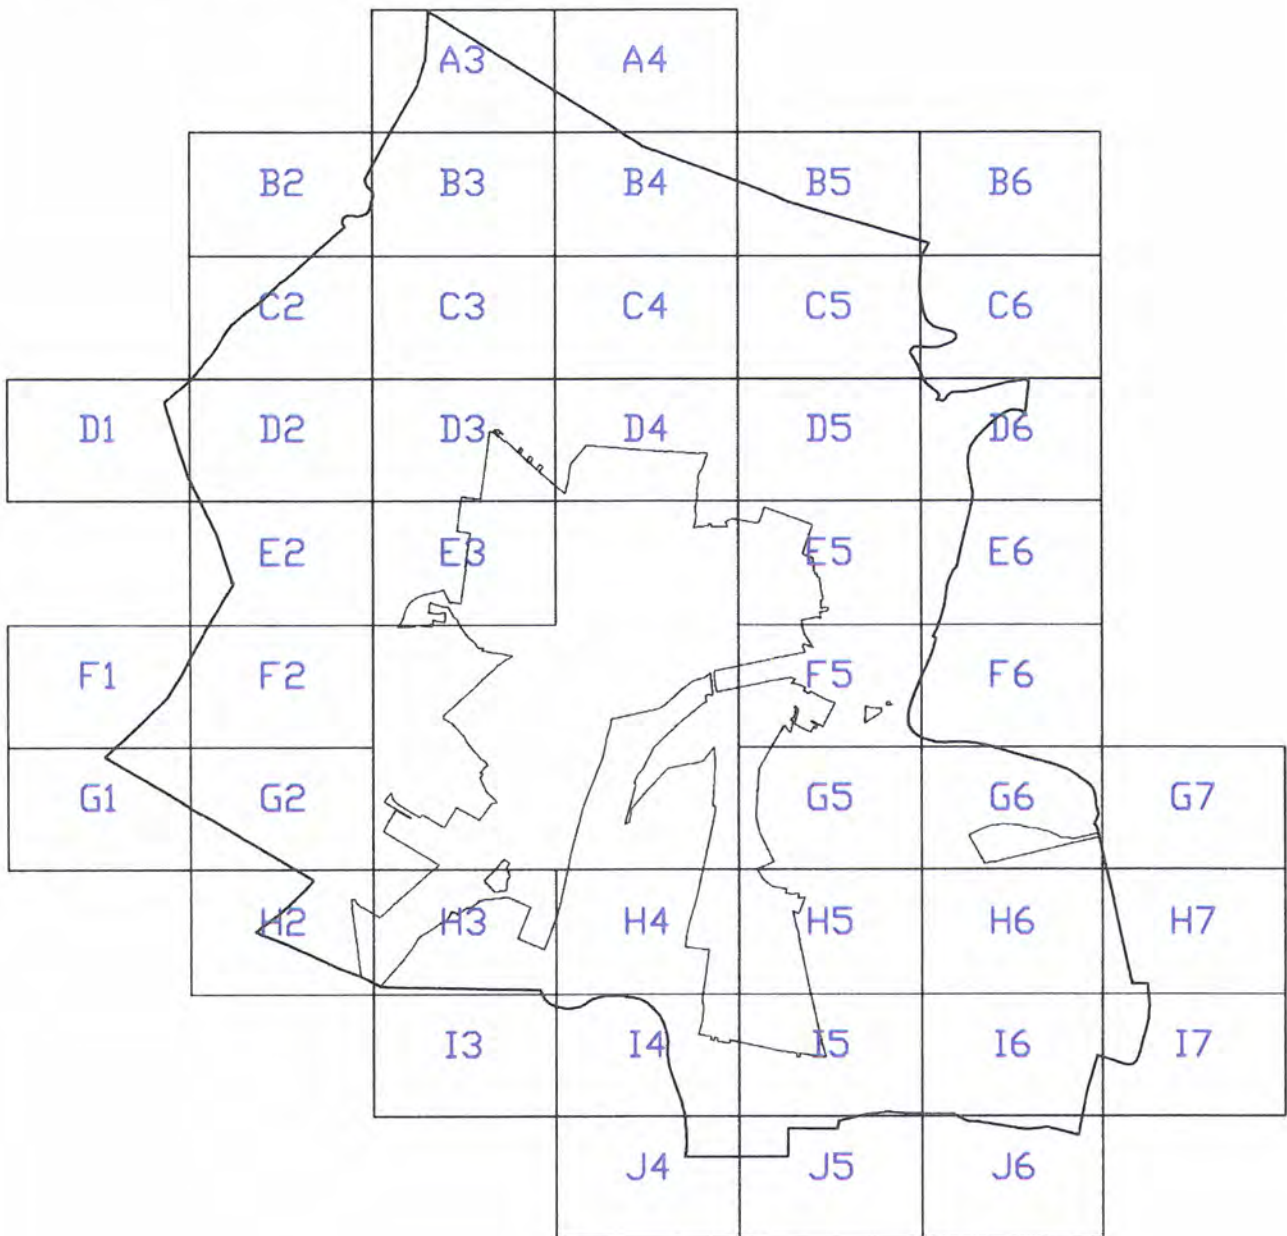 A3 A4
B2 B3 B4 B5 B6
C2 C3 C4 C5 C6
D1 D2 D3 D4 D5 D6
E2 E3 E5 E6
F1 F2 F5 F6
G1 G2 G5 G6 G7
H2 H3 H4 H5 H6 H7
I3 I4 I5 I6 I7
J4 J5 J6